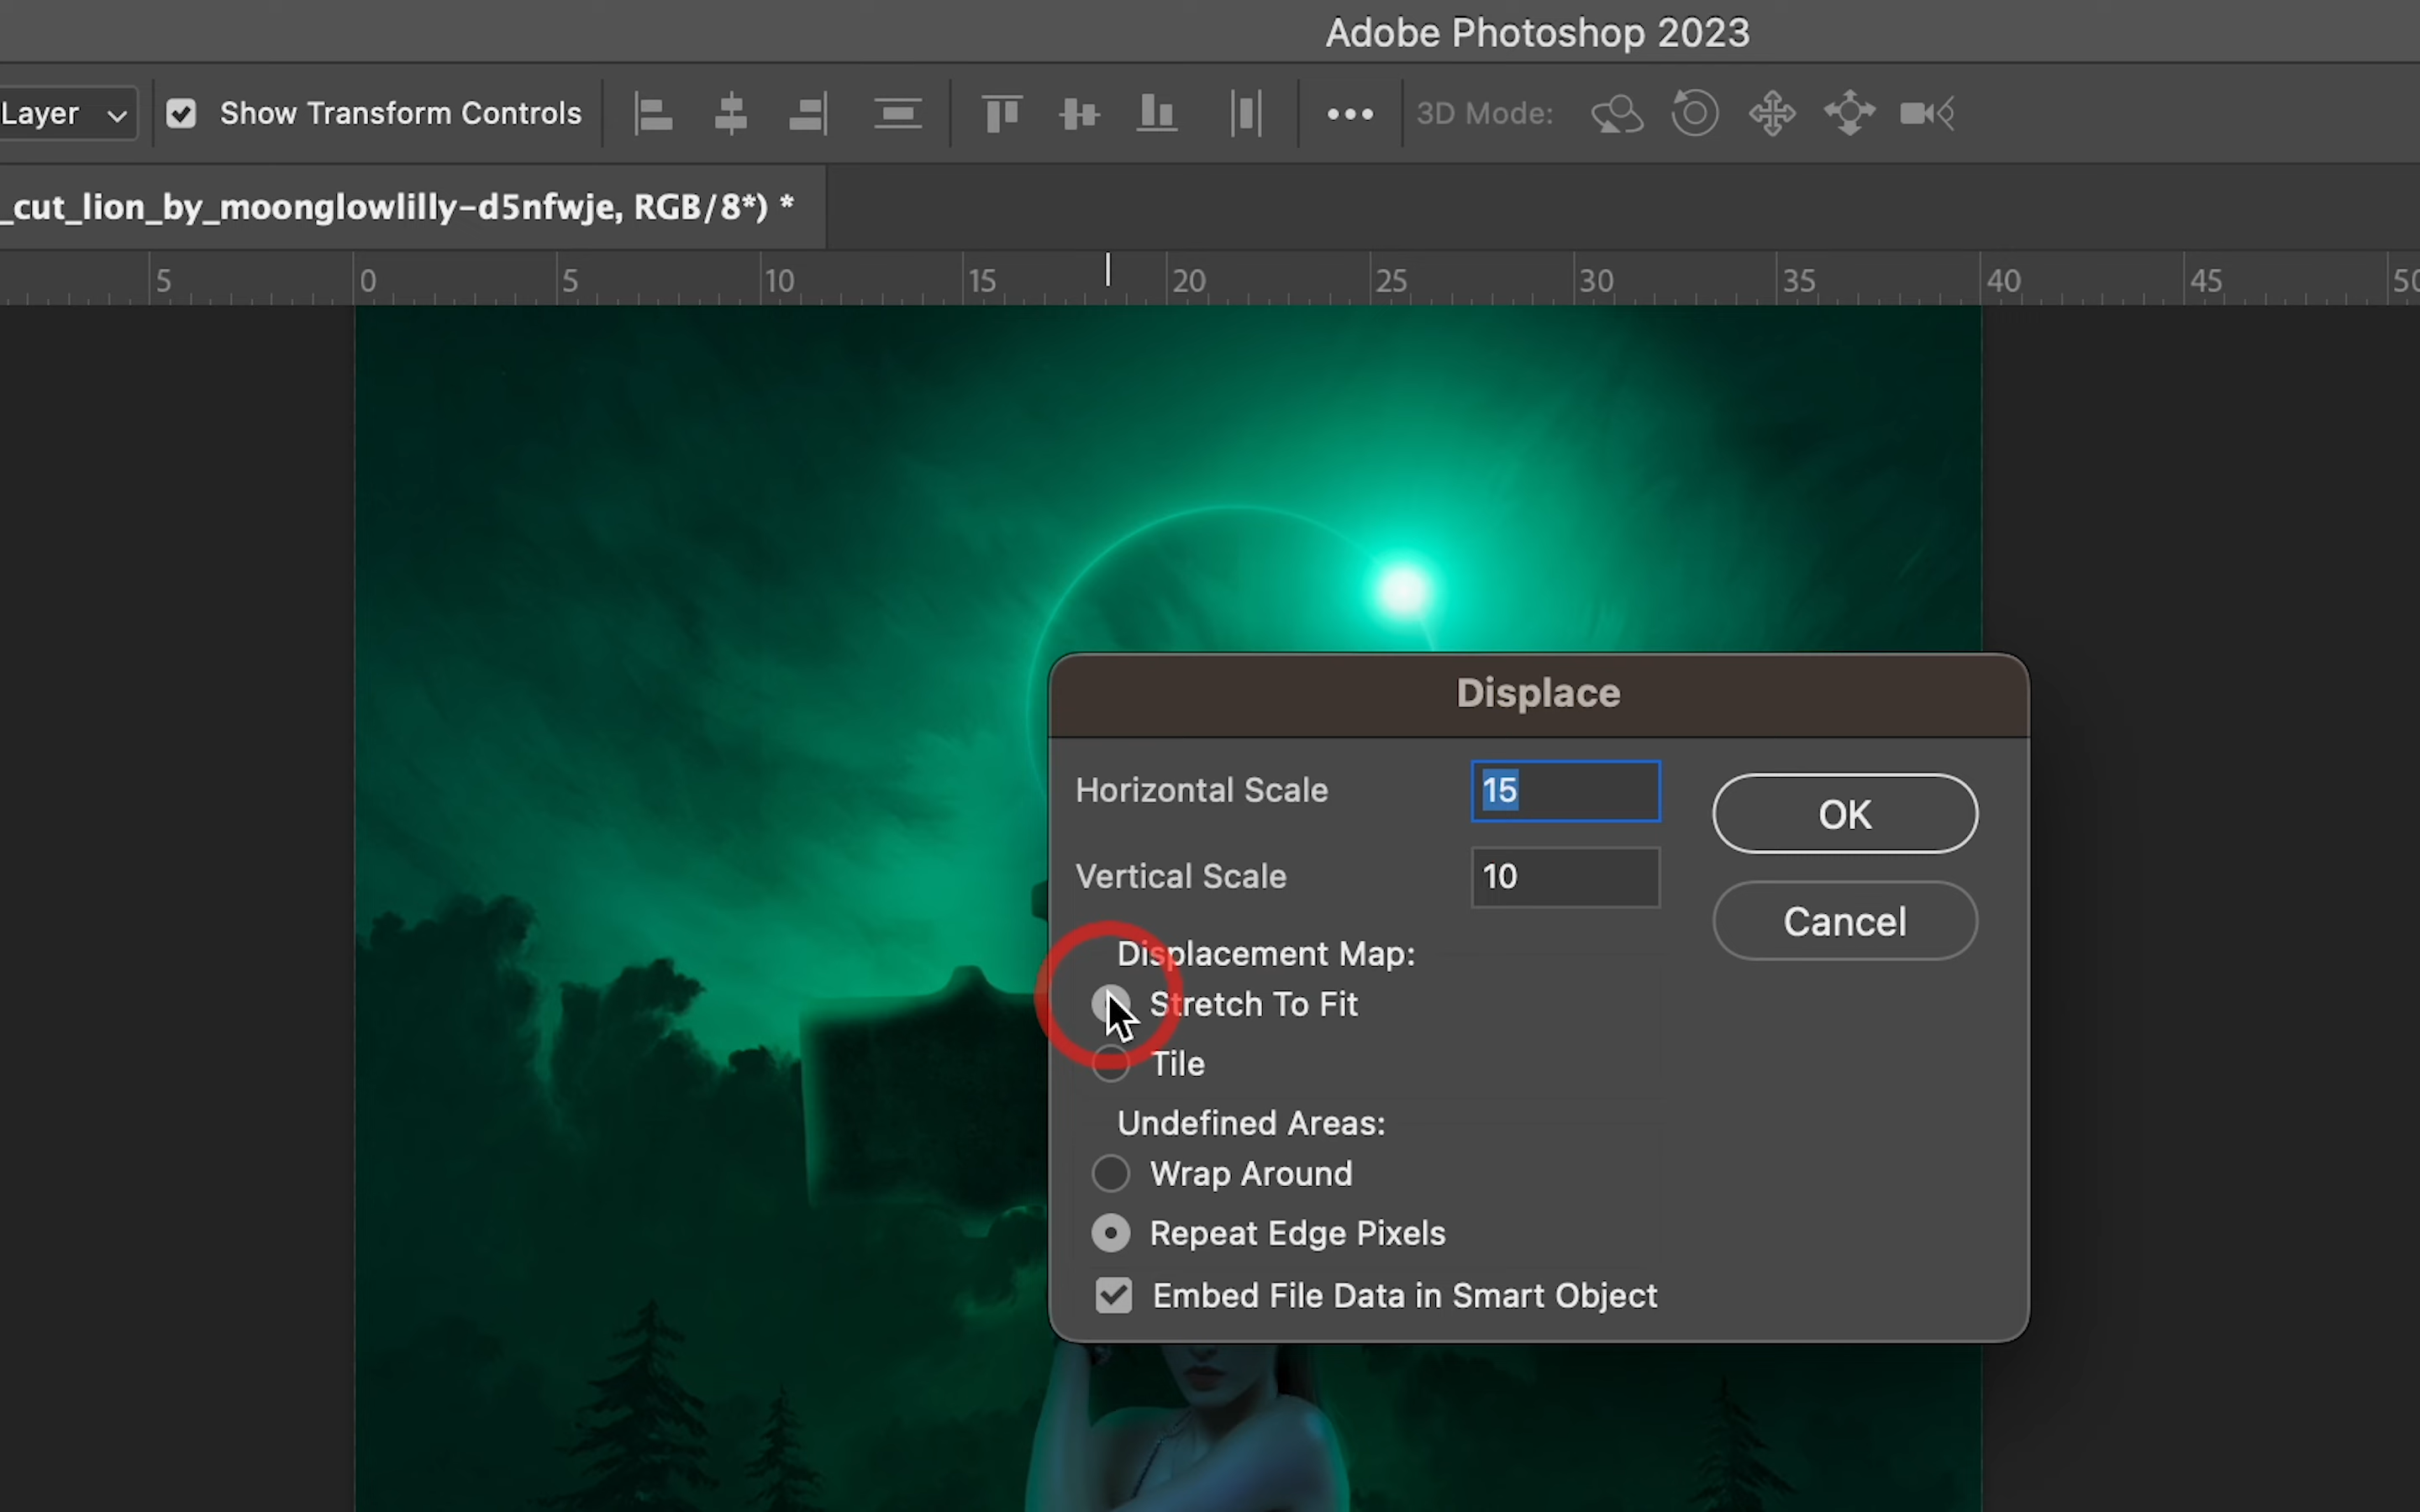 Adobe Photoshop 2023
Layer Show Transform Controls 3D Mode:
_cut_lion_by_moonglowlilly-d5nfwje, RGB/8*) *
5 0 5 10 15 20 25 30 35 40 45 50
Displace
Horizontal Scale 15 OK
Vertical Scale 10 Cancel
Displacement Map:
Stretch To Fit
Tile
Undefined Areas:
Wrap Around
Repeat Edge Pixels
Embed File Data in Smart Object